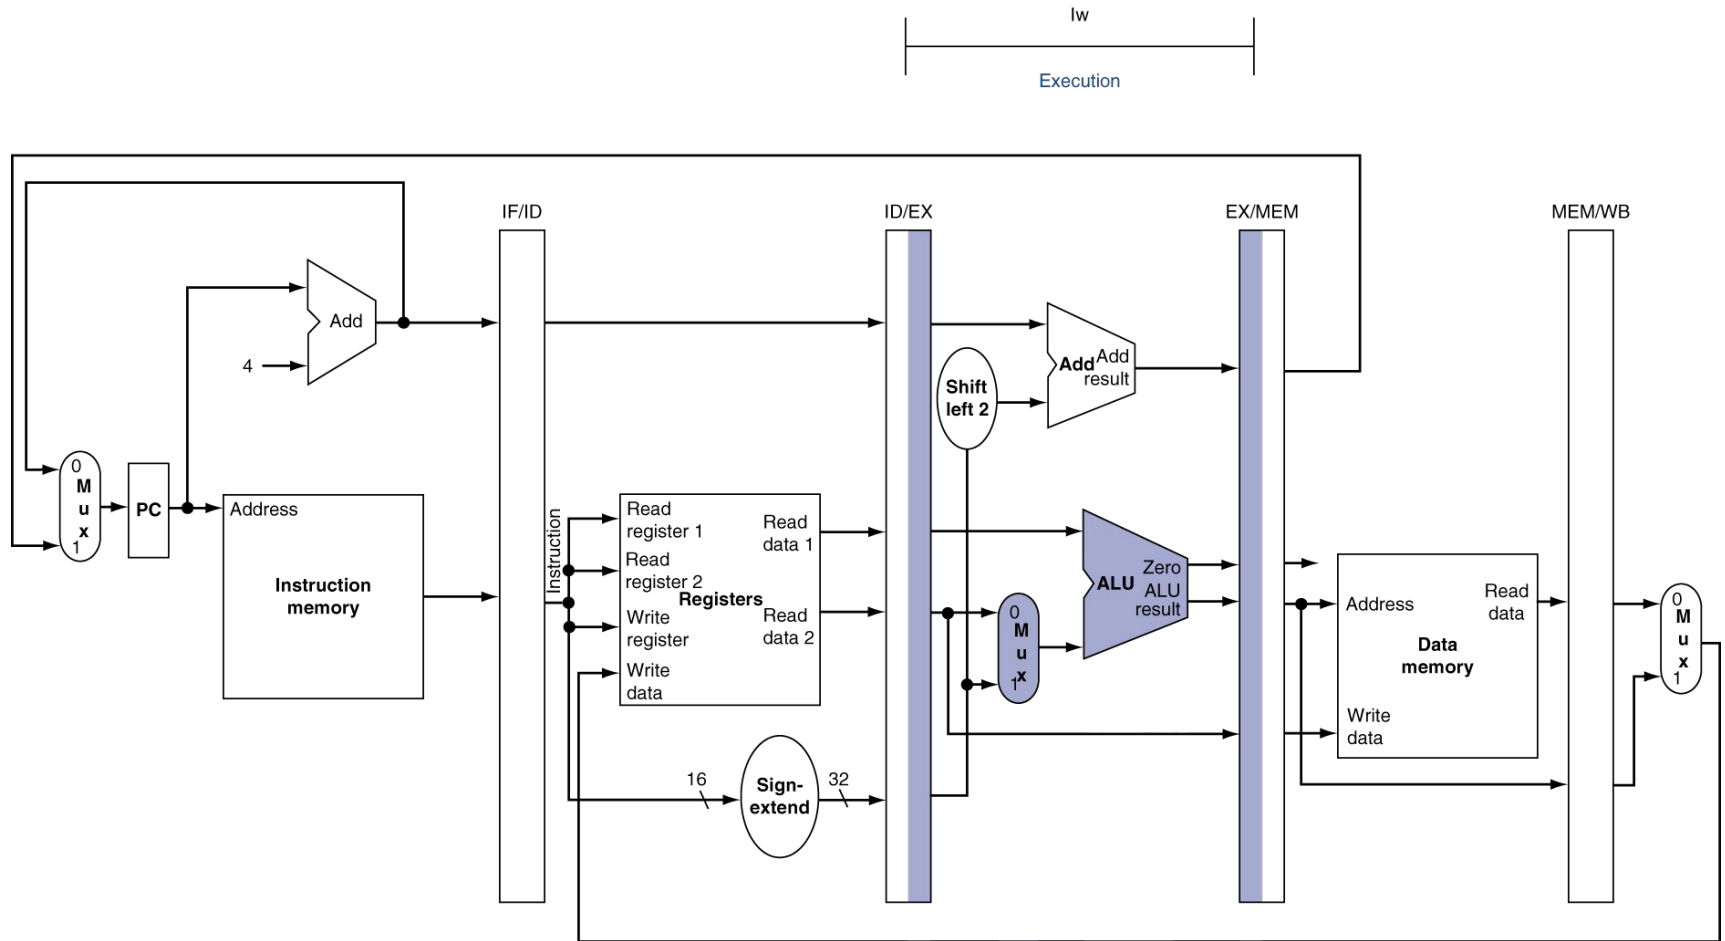 lw
Execution
IF/ID
ID/EX
EX/MEM
MEM/WB
Add
4
Add
Add
result
Shift
left 2
0
M
u
x
1
PC
Address
Instruction
memory
Instruction
Read
register 1
Read
register 2
Write
register
Write
data
Registers
Read
data 1
Read
data 2
16
Sign-
extend
32
0
M
u
x
1
ALU
Zero
ALU
result
Address
Read
data
Data
memory
Write
data
0
M
u
x
1